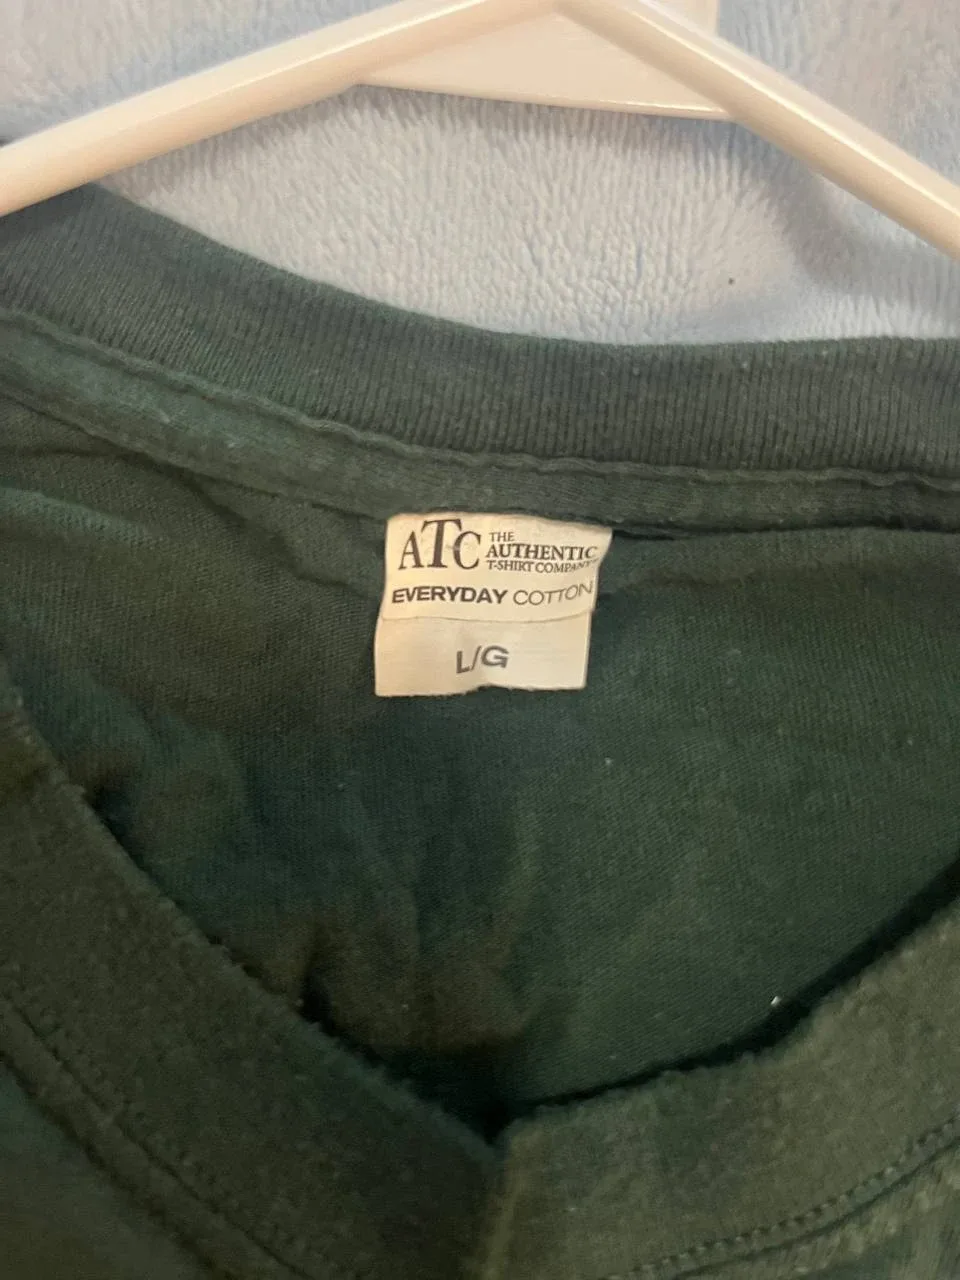 ATC THE
AUTHENTIC
T-SHIRT COMPANY
EVERYDAY COTTON
L/G